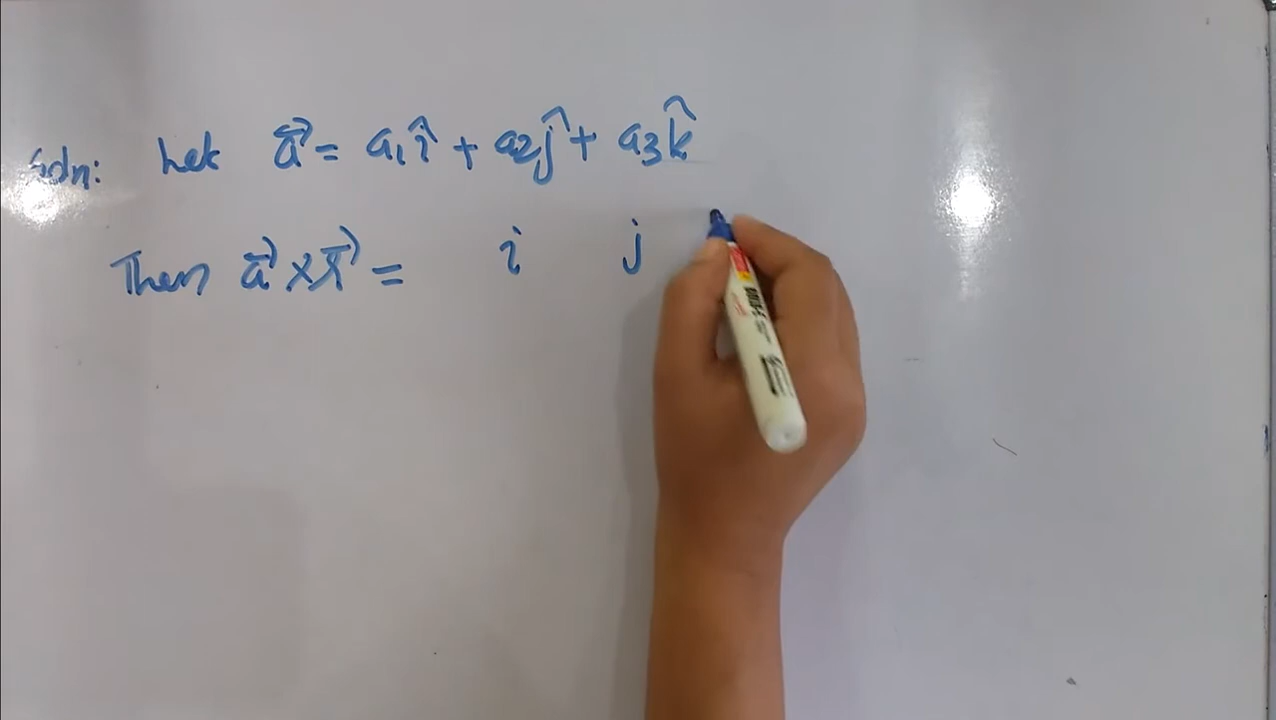 Soln: Let a⃗ = a₁î + a₂ĵ + a₃k̂
Then a⃗ × r⃗ = i j